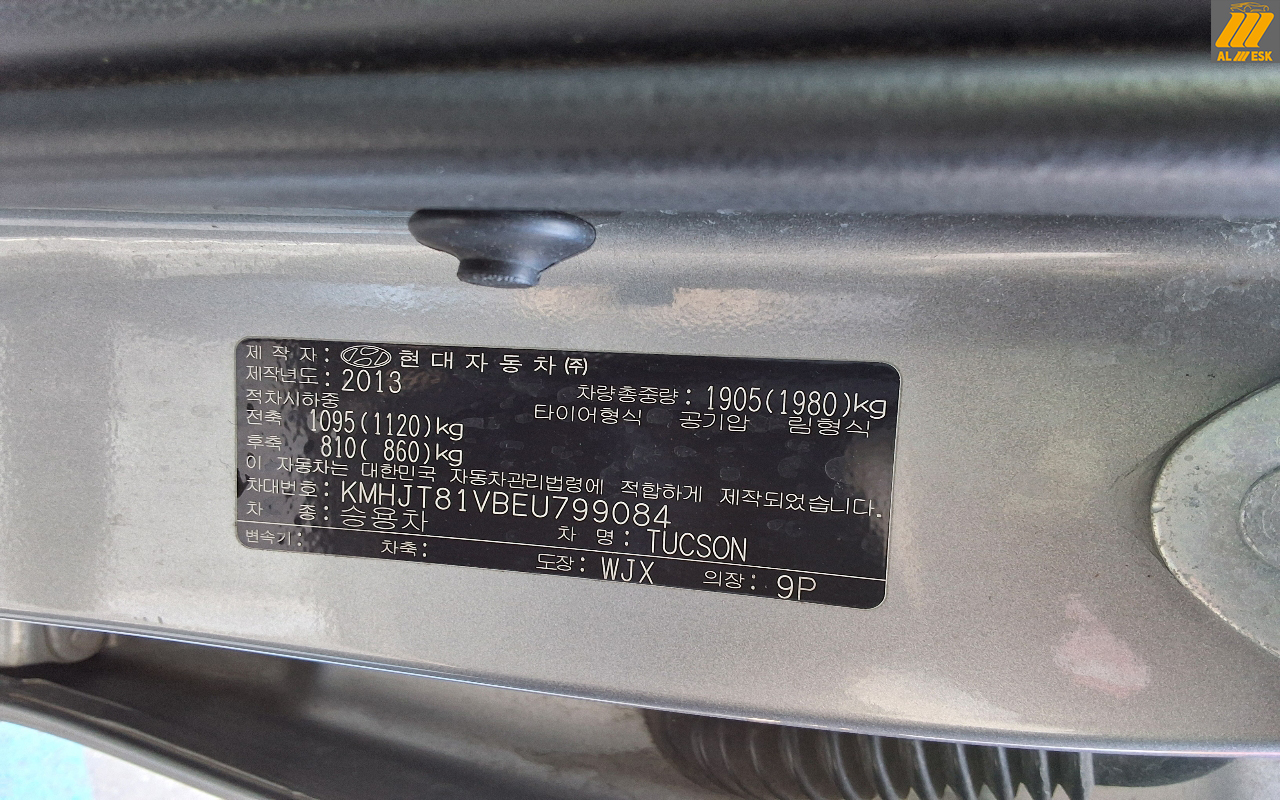 AL M ESK
제 작 자 : 현대자동차㈜
제작년도 : 2013
차량총중량 : 1905(1980)kg
적차시하중
타이어형식 공기압 림형식
전축 1095(1120)kg
후축 810( 860)kg
이 자동차는 대한민국 자동차관리법령에 적합하게 제작되었습니다.
차대번호 : KMHJT81VBEU799084
차 종 : 승용차 차 명 : TUCSON
변속기 : 차축 : 도장 : WJX 의장 : 9P